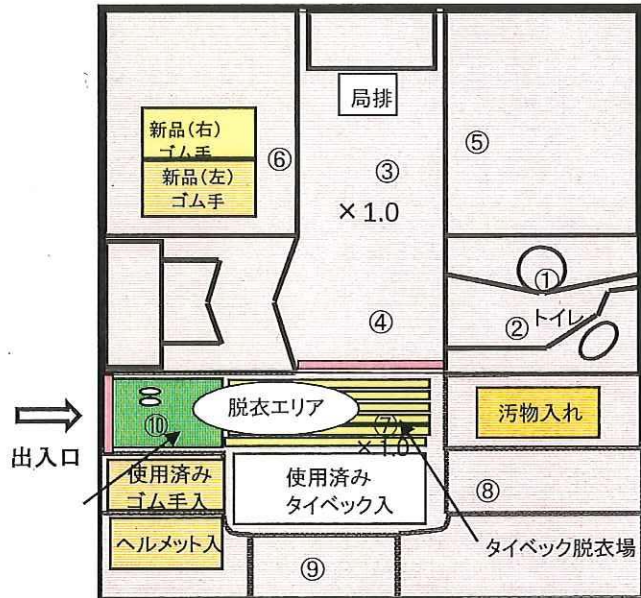 局排
新品(右)
ゴム手
新品(左)
ゴム手
⑥
③
× 1.0
⑤
①
④
② トイレ
出入口
⑩
脱衣エリア
⑦
× 1.0
汚物入れ
使用済み
ゴム手入
使用済み
タイベック入
⑧
ヘルメット入
タイベック脱衣場
⑨